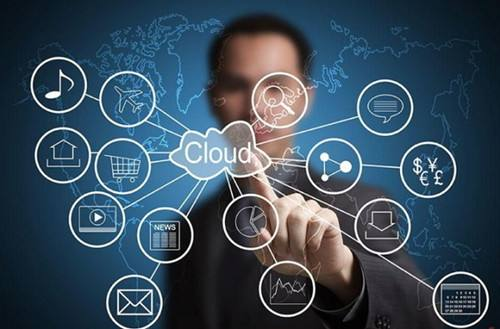 Cloud
$ ¥
€ £
NEWS